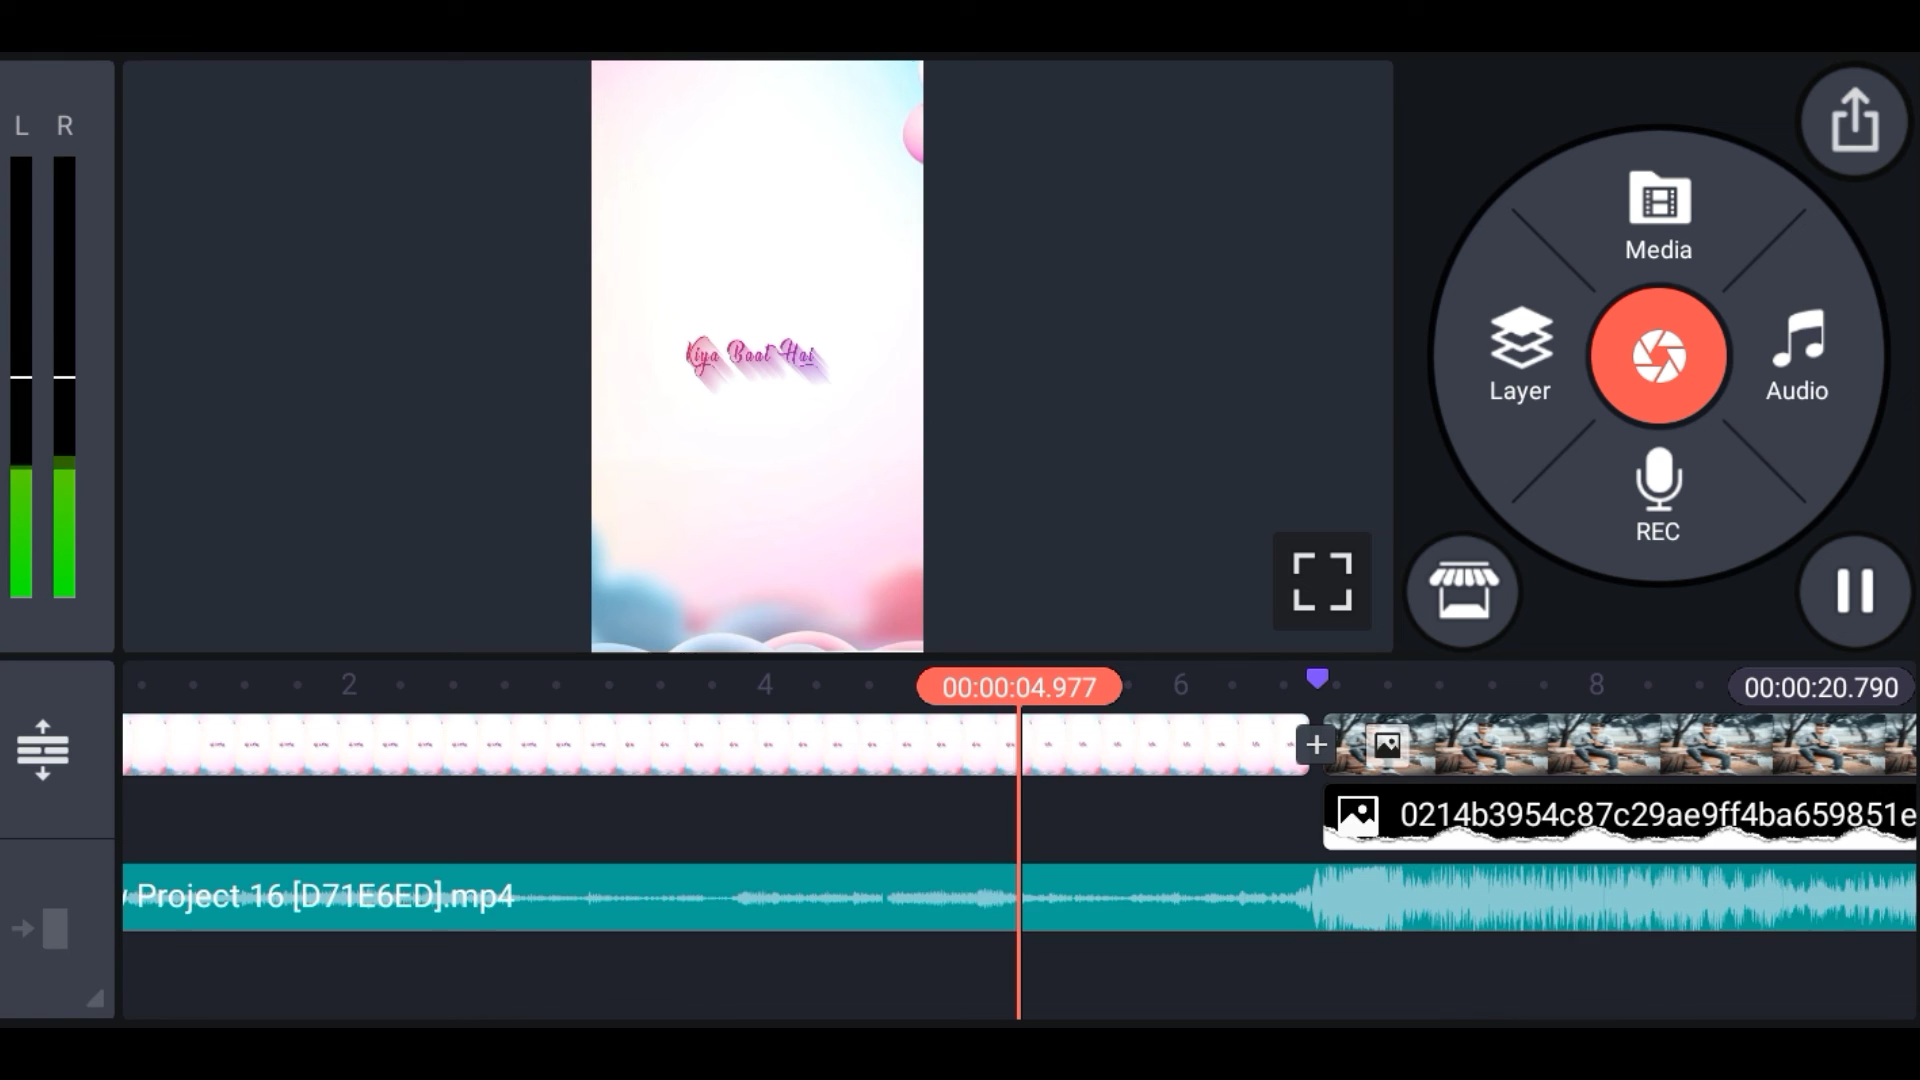 L R
Media
Layer
Audio
REC
Kiya Baat Hai
2
4
00:00:04.977
6
8
00:00:20.790
0214b3954c87c29ae9ff4ba659851e
Project 16 [D71E6ED].mp4